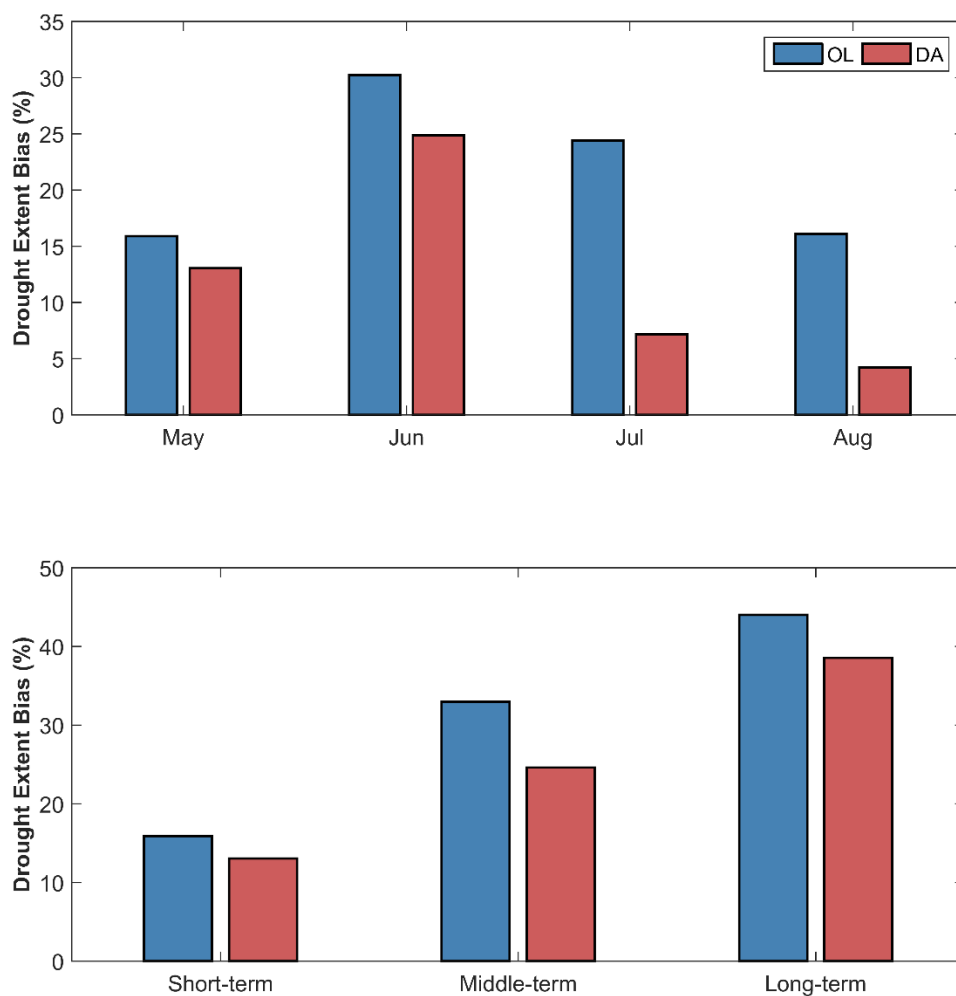 35
30
25
20
15
10
5
0
Drought Extent Bias (%)
OL DA
May Jun Jul Aug
50
40
30
20
10
0
Drought Extent Bias (%)
Short-term Middle-term Long-term